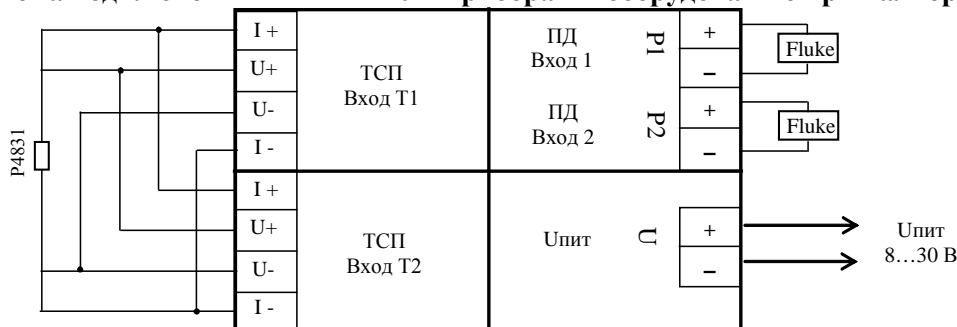 I +
U+
U-
I -
ТСП
Вход Т1
ПД
Вход 1
P1
+
–
Fluke
ПД
Вход 2
P2
+
–
Fluke
P4831
I +
U+
U-
I -
ТСП
Вход Т2
Uпит
U
+
–
Uпит
8…30 В